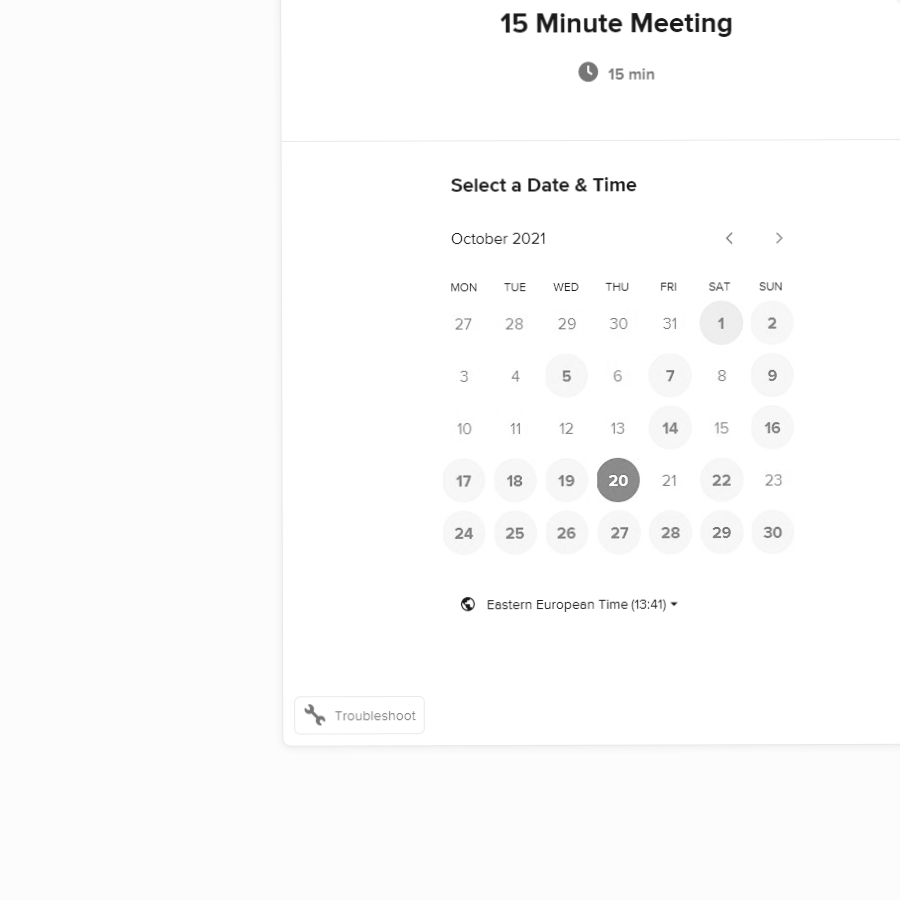 15 Minute Meeting
15 min
Select a Date & Time
October 2021
MON TUE WED THU FRI SAT SUN
27 28 29 30 31 1 2
3 4 5 6 7 8 9
10 11 12 13 14 15 16
17 18 19 20 21 22 23
24 25 26 27 28 29 30
Eastern European Time (13:41)
Troubleshoot